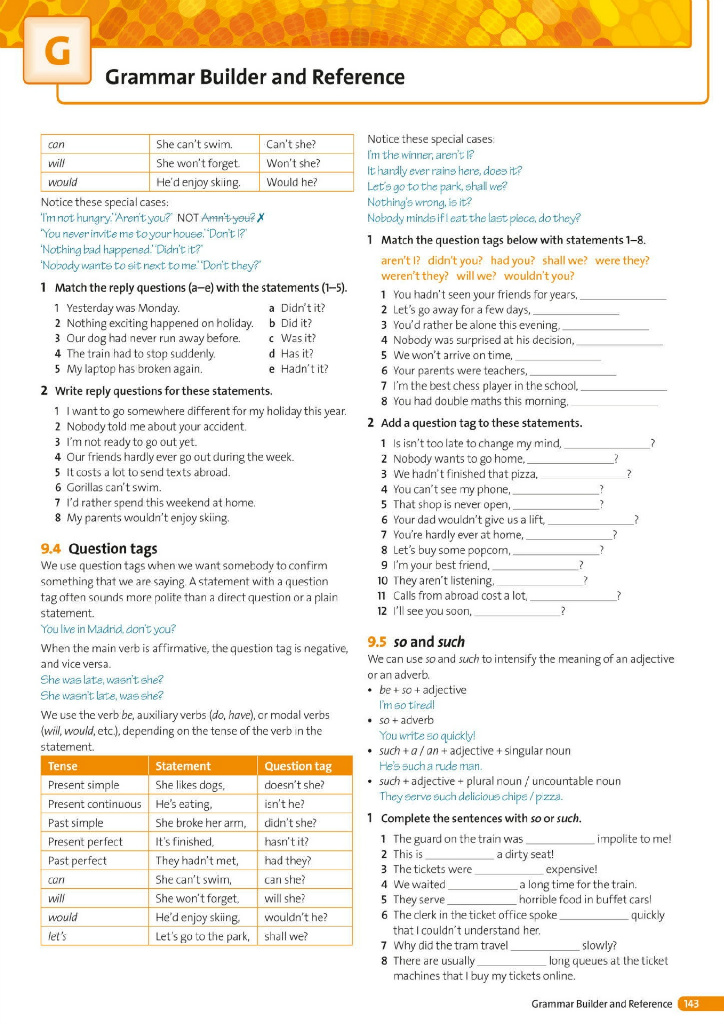 G
Grammar Builder and Reference
can She can't swim. Can't she?
will She won't forget. Won't she?
would He'd enjoy skiing. Would he?
Notice these special cases:
'I'm not hungry.' 'Aren't you?' NOT Amn't you? ✗
'You never invite me to your house.' 'Don't I?'
'Nothing bad happened.' 'Didn't it?'
'Nobody wants to sit next to me.' 'Don't they?'
1 Match the reply questions (a–e) with the statements (1–5).
1 Yesterday was Monday. a Didn't it?
2 Nothing exciting happened on holiday. b Did it?
3 Our dog had never run away before. c Was it?
4 The train had to stop suddenly. d Has it?
5 My laptop has broken again. e Hadn't it?
2 Write reply questions for these statements.
1 I want to go somewhere different for my holiday this year.
2 Nobody told me about your accident.
3 I'm not ready to go out yet.
4 Our friends hardly ever go out during the week.
5 It costs a lot to send texts abroad.
6 Gorillas can't swim.
7 I'd rather spend this weekend at home.
8 My parents wouldn't enjoy skiing.
9.4 Question tags
We use question tags when we want somebody to confirm
something that we are saying. A statement with a question
tag often sounds more polite than a direct question or a plain
statement.
You live in Madrid, don't you?
When the main verb is affirmative, the question tag is negative,
and vice versa.
She was late, wasn't she?
She wasn't late, was she?
We use the verb be, auxiliary verbs (do, have), or modal verbs
(will, would, etc.), depending on the tense of the verb in the
statement.
Tense Statement Question tag
Present simple She likes dogs, doesn't she?
Present continuous He's eating, isn't he?
Past simple She broke her arm, didn't she?
Present perfect It's finished, hasn't it?
Past perfect They hadn't met, had they?
can She can't swim, can she?
will She won't forget, will she?
would He'd enjoy skiing, wouldn't he?
let's Let's go to the park, shall we?
Notice these special cases:
I'm the winner, aren't I?
It hardly ever rains here, does it?
Let's go to the park, shall we?
Nothing's wrong, is it?
Nobody minds if I eat the last piece, do they?
1 Match the question tags below with statements 1–8.
aren't I? didn't you? had you? shall we? were they?
weren't they? will we? wouldn't you?
1 You hadn't seen your friends for years, ____________
2 Let's go away for a few days, ____________
3 You'd rather be alone this evening, ____________
4 Nobody was surprised at his decision, ____________
5 We won't arrive on time, ____________
6 Your parents were teachers, ____________
7 I'm the best chess player in the school, ____________
8 You had double maths this morning, ____________
2 Add a question tag to these statements.
1 Is isn't too late to change my mind, ____________?
2 Nobody wants to go home, ____________?
3 We hadn't finished that pizza, ____________?
4 You can't see my phone, ____________?
5 That shop is never open, ____________?
6 Your dad wouldn't give us a lift, ____________?
7 You're hardly ever at home, ____________?
8 Let's buy some popcorn, ____________?
9 I'm your best friend, ____________?
10 They aren't listening, ____________?
11 Calls from abroad cost a lot, ____________?
12 I'll see you soon, ____________?
9.5 so and such
We can use so and such to intensify the meaning of an adjective
or an adverb.
• be + so + adjective
I'm so tired!
• so + adverb
You write so quickly!
• such + a / an + adjective + singular noun
He's such a rude man.
• such + adjective + plural noun / uncountable noun
They serve such delicious chips / pizza.
1 Complete the sentences with so or such.
1 The guard on the train was __________ impolite to me!
2 This is __________ a dirty seat!
3 The tickets were __________ expensive!
4 We waited __________ a long time for the train.
5 They serve __________ horrible food in buffet cars!
6 The clerk in the ticket office spoke __________ quickly
that I couldn't understand her.
7 Why did the tram travel __________ slowly?
8 There are usually __________ long queues at the ticket
machines that I buy my tickets online.
Grammar Builder and Reference 143